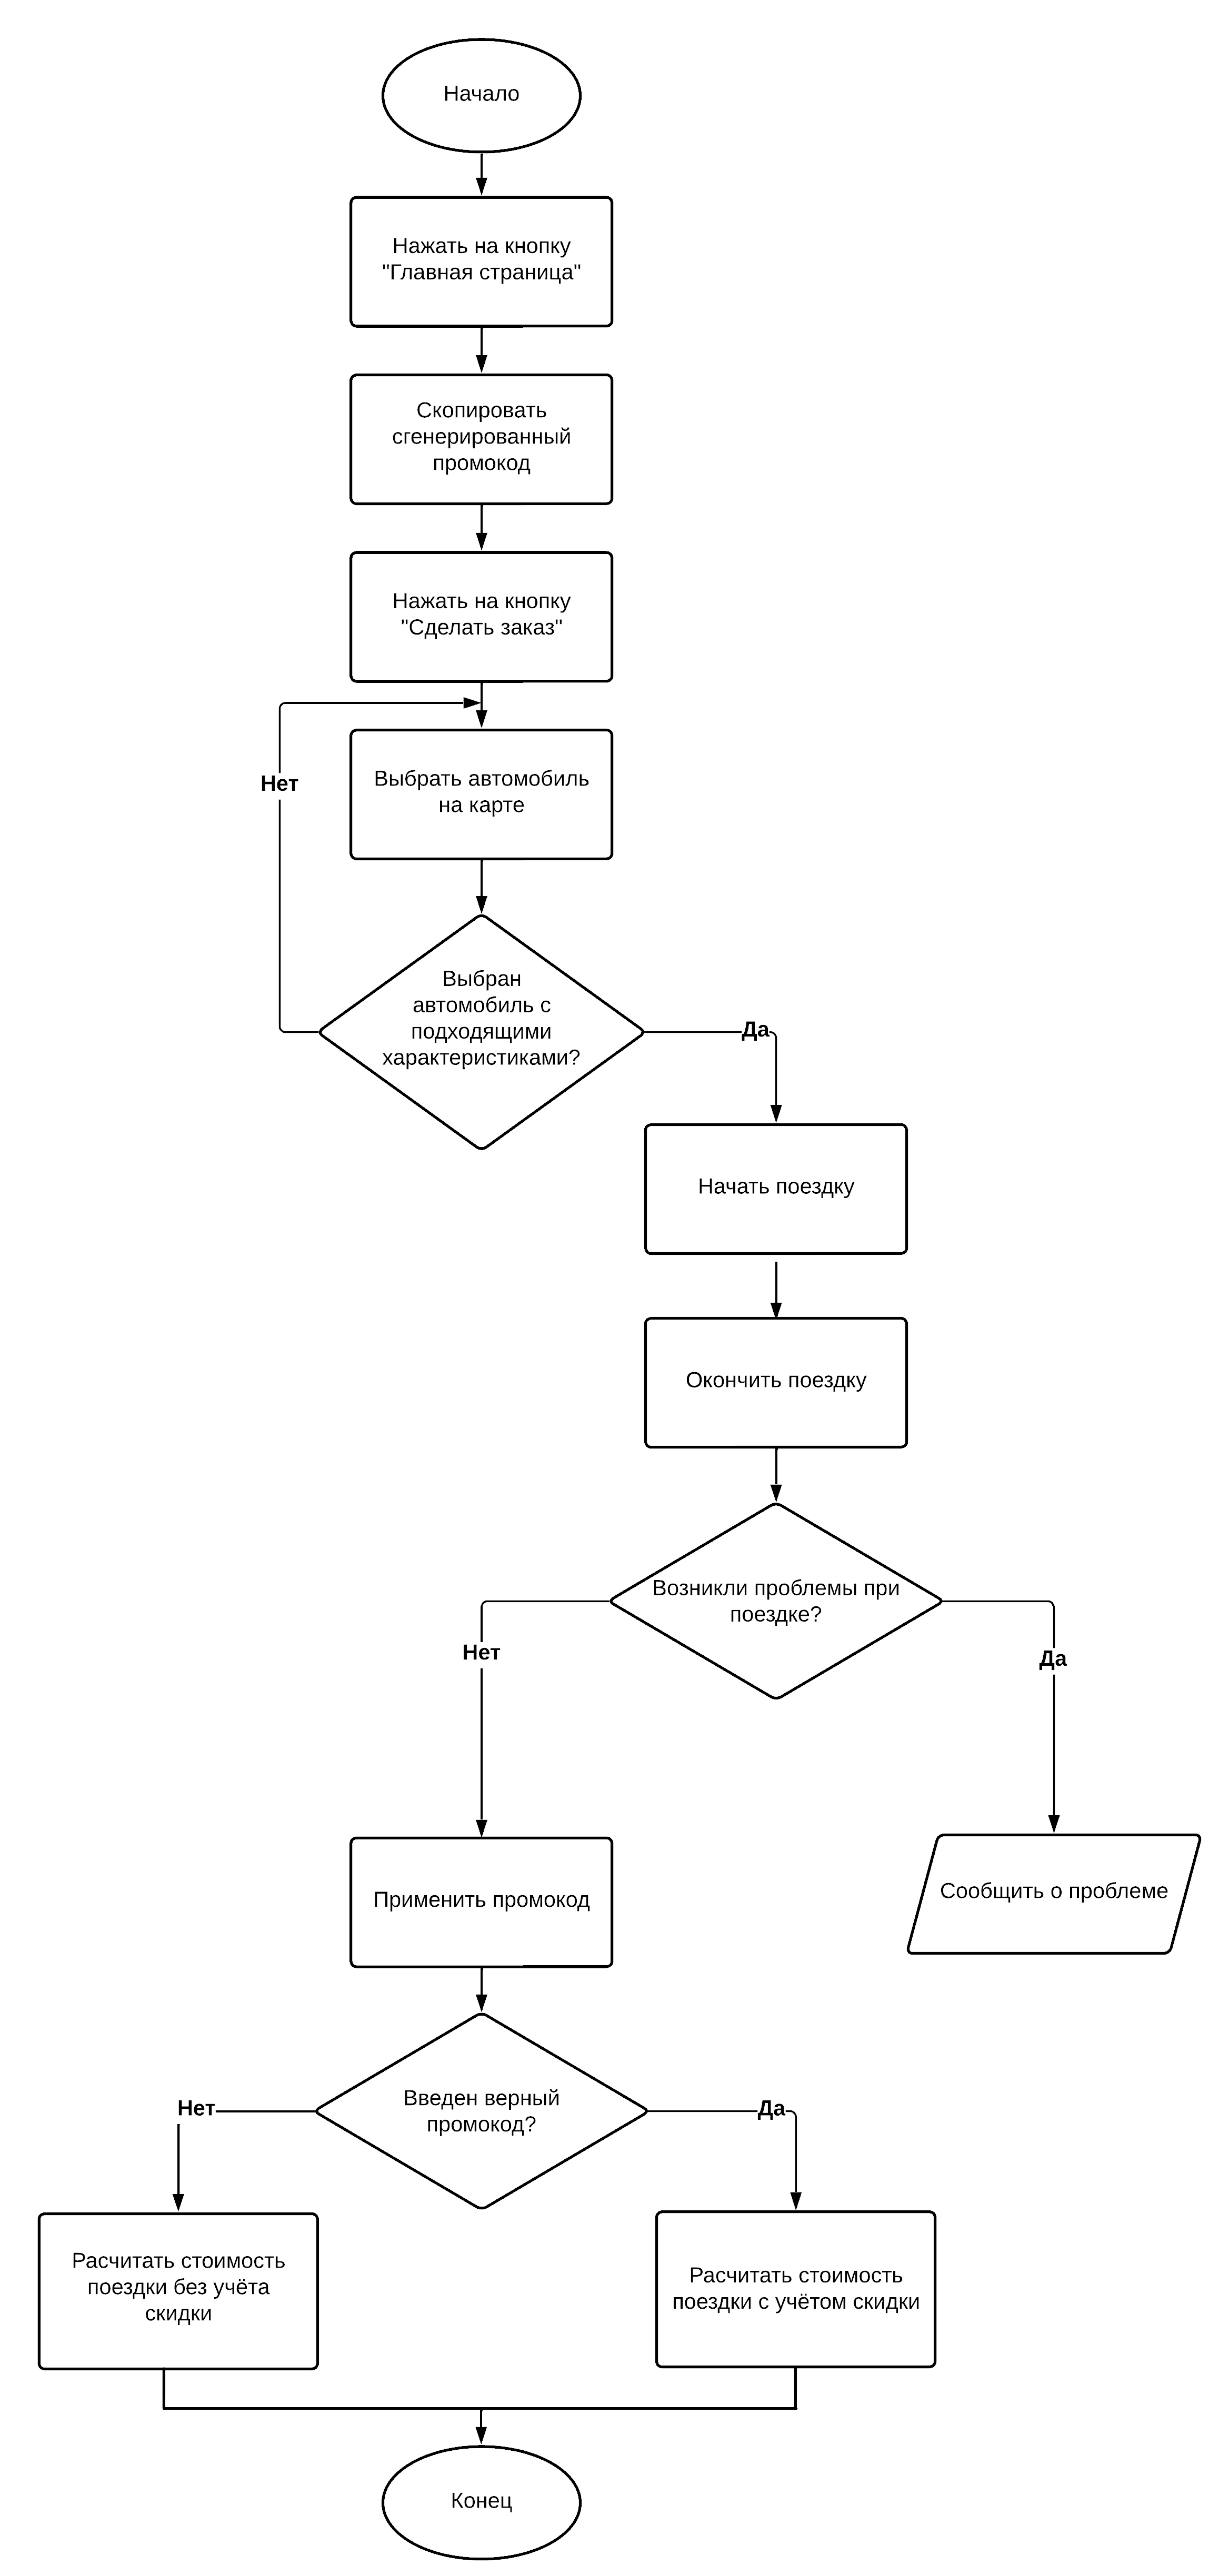 Начало
Нажать на кнопку
"Главная страница"
Скопировать
сгенерированный
промокод
Нажать на кнопку
"Сделать заказ"
Нет
Выбрать автомобиль
на карте
Выбран
автомобиль с
подходящими
характеристиками?
Да
Начать поездку
Окончить поездку
Возникли проблемы при
поездке?
Нет
Да
Применить промокод
Сообщить о проблеме
Введен верный
промокод?
Нет
Да
Расчитать стоимость
поездки без учёта
скидки
Расчитать стоимость
поездки с учётом скидки
Конец